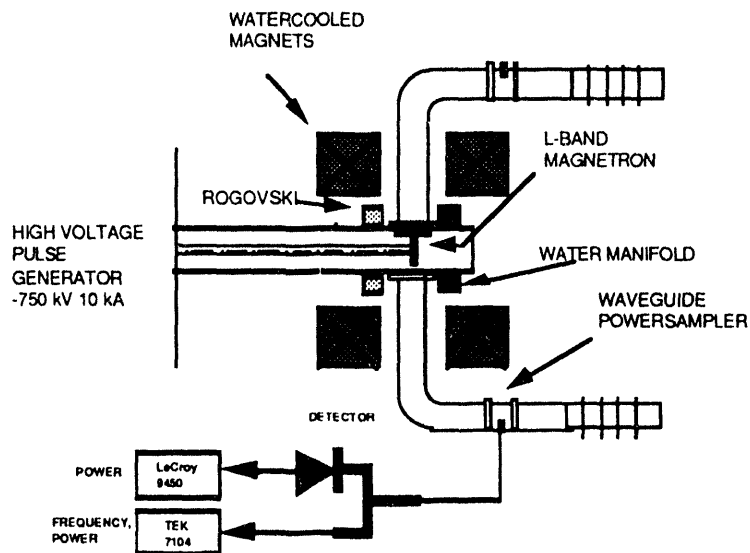 WATERCOOLED
MAGNETS
L-BAND
MAGNETRON
ROGOVSKI
HIGH VOLTAGE
PULSE
GENERATOR
-750 kV 10 kA
WATER MANIFOLD
WAVEGUIDE
POWERSAMPLER
DETECTOR
POWER
LeCroy
9450
FREQUENCY,
POWER
TEK
7104